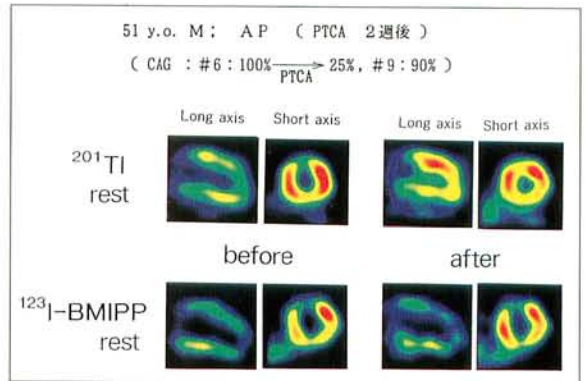 51 y.o. M : AP ( PTCA 2週後 )
( CAG : #6 : 100% → 25%, #9 : 90% )
PTCA
Long axis Short axis Long axis Short axis
201Tl
rest
before after
123I-BMIPP
rest